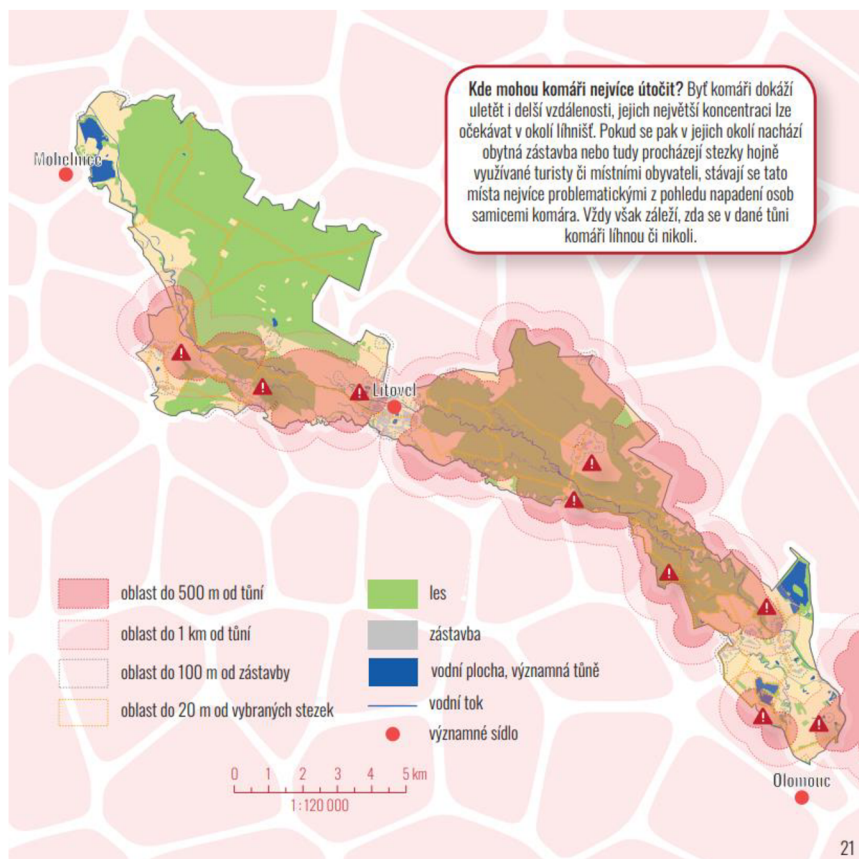 Kde mohou komáři nejvíce útočit? Byť komáři dokáží
uletět i delší vzdálenosti, jejich největší koncentraci lze
očekávat v okolí líhnišť. Pokud se pak v jejich okolí nachází
obytná zástavba nebo tudy procházejí stezky hojně
využívané turisty či místními obyvateli, stávají se tato
místa nejvíce problematickými z pohledu napadení osob
samicemi komára. Vždy však záleží, zda se v dané tůni
komáři líhnou či nikoli.
Mohelnice
Litovel
oblast do 500 m od tůní
oblast do 1 km od tůní
oblast do 100 m od zástavby
oblast do 20 m od vybraných stezek
les
zástavba
vodní plocha, významná tůně
vodní tok
významné sídlo
0 1 2 3 4 5 km
1 : 120 000
Olomouc
21